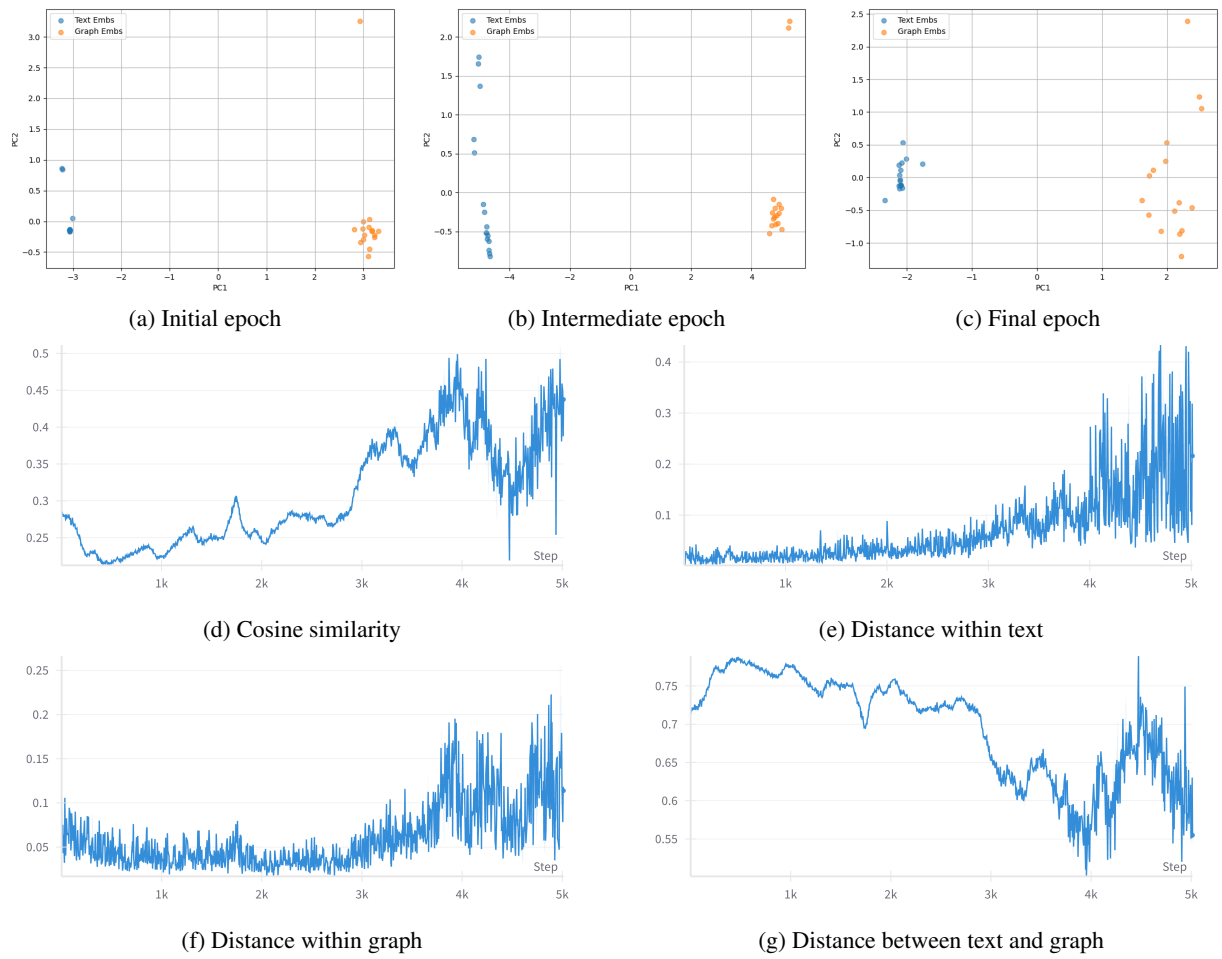 PC2
3.0
2.5
2.0
1.5
1.0
0.5
0.0
−0.5
Text Embs
Graph Embs
−3 −2 −1 0 1 2 3
PC1
(a) Initial epoch
PC2
2.0
1.5
1.0
0.5
0.0
−0.5
Text Embs
Graph Embs
−4 −2 0 2 4
PC1
(b) Intermediate epoch
PC2
2.5
2.0
1.5
1.0
0.5
0.0
−0.5
−1.0
Text Embs
Graph Embs
−2 −1 0 1 2
PC1
(c) Final epoch
0.5
0.45
0.4
0.35
0.3
0.25
Step
1k 2k 3k 4k 5k
(d) Cosine similarity
0.4
0.3
0.2
0.1
Step
1k 2k 3k 4k 5k
(e) Distance within text
0.25
0.2
0.15
0.1
0.05
Step
1k 2k 3k 4k 5k
(f) Distance within graph
0.75
0.7
0.65
0.6
0.55
Step
1k 2k 3k 4k 5k
(g) Distance between text and graph